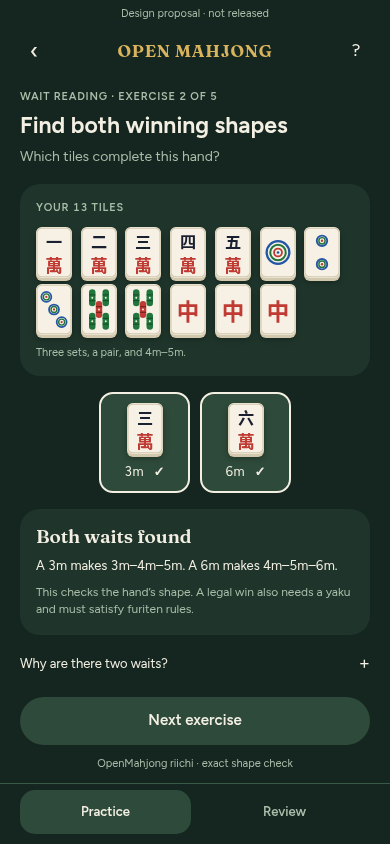 Design proposal · not released
‹ OPEN MAHJONG ?
WAIT READING · EXERCISE 2 OF 5
Find both winning shapes
Which tiles complete this hand?
YOUR 13 TILES
一 二 三 四 五
萬 萬 萬 萬 萬
中 中 中
Three sets, a pair, and 4m–5m.
三 六
萬 萬
3m ✓ 6m ✓
Both waits found
A 3m makes 3m–4m–5m. A 6m makes 4m–5m–6m.
This checks the hand's shape. A legal win also needs a yaku
and must satisfy furiten rules.
Why are there two waits? +
Next exercise
OpenMahjong riichi · exact shape check
Practice Review